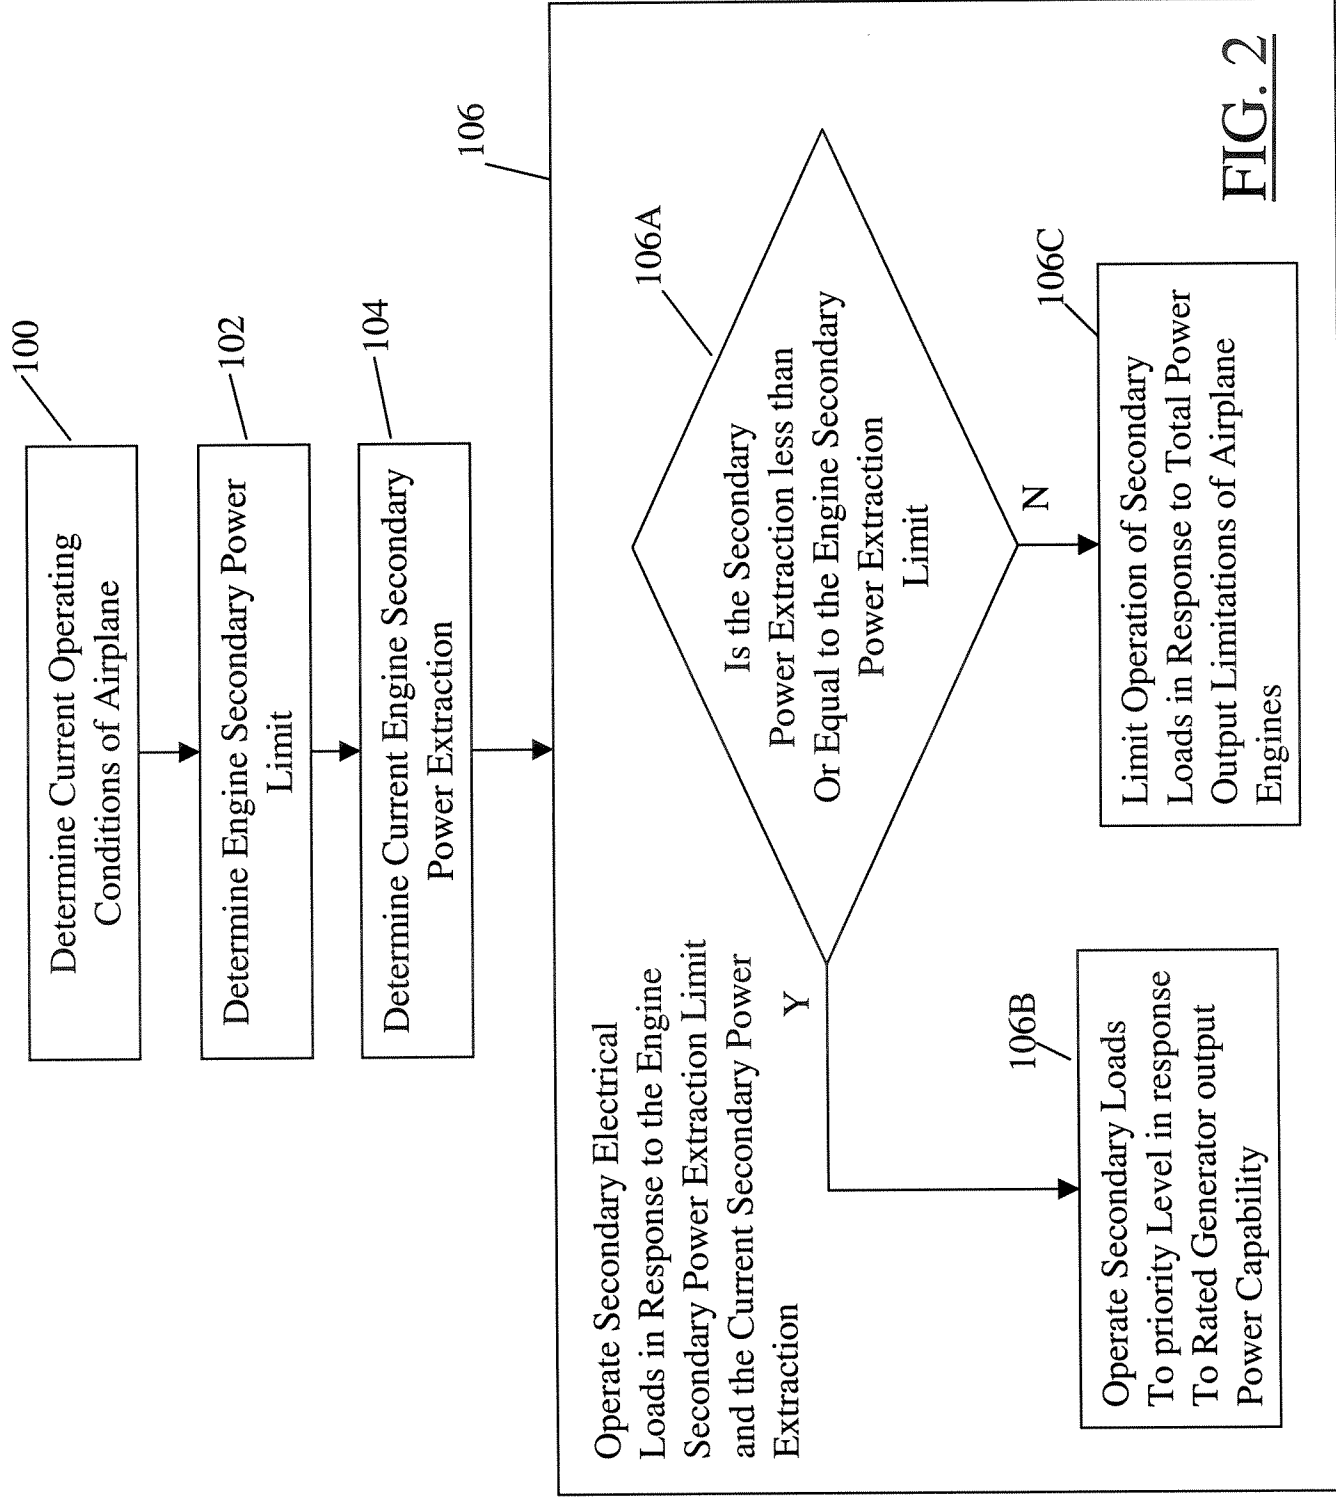 100
Determine Current Operating
Conditions of Airplane
102
Determine Engine Secondary Power
Limit
104
Determine Current Engine Secondary
Power Extraction
106
Operate Secondary Electrical
Loads in Response to the Engine
Secondary Power Extraction Limit
and the Current Secondary Power
Extraction
106A
Is the Secondary
Power Extraction less than
Or Equal to the Engine Secondary
Power Extraction
Limit
Y
N
106B
Operate Secondary Loads
To priority Level in response
To Rated Generator output
Power Capability
106C
Limit Operation of Secondary
Loads in Response to Total Power
Output Limitations of Airplane
Engines
FIG. 2